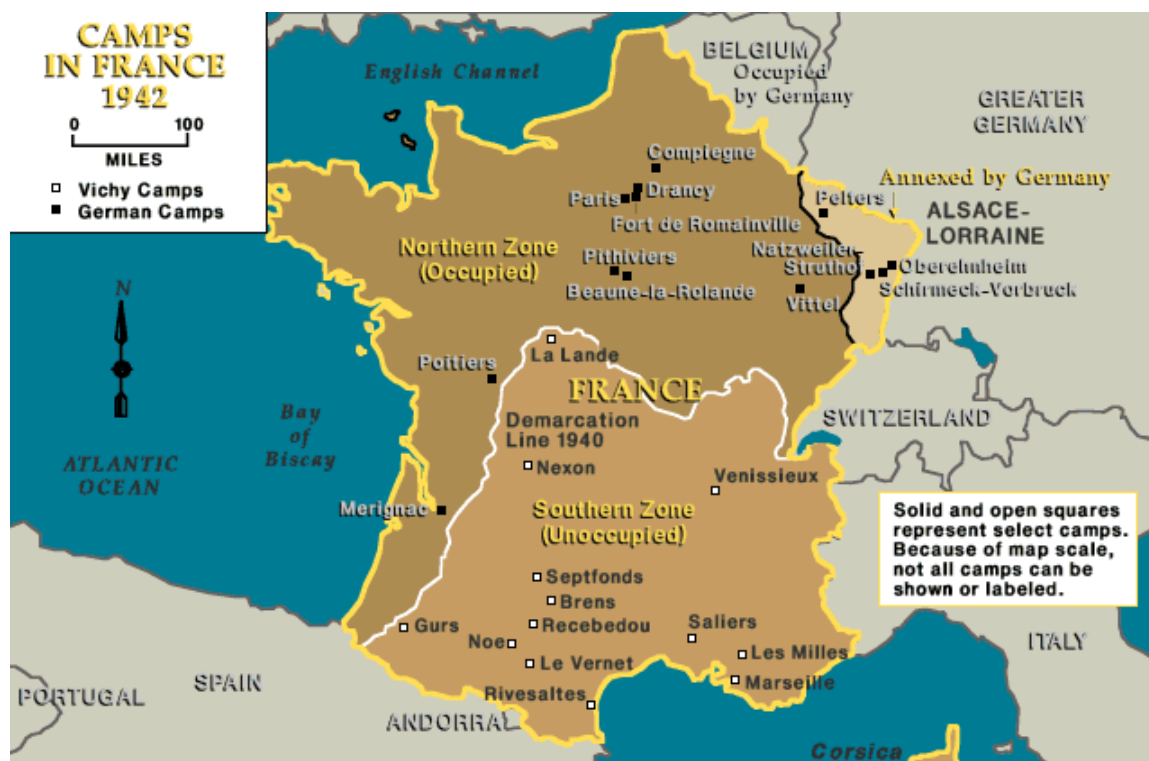 CAMPS
IN FRANCE
1942
0 100
MILES
Vichy Camps
German Camps
English Channel
BELGIUM
Occupied
by Germany
GREATER
GERMANY
Annexed by Germany
ALSACE-
LORRAINE
Compiegne
Drancy
Paris
Fort de Romainville
Pelters
Northern Zone
(Occupied)
Pithiviers
Beaune-la-Rolande
Natzweiler-
Struthof
Oberehnheim
Schirmeck-Vorbruck
Vittel
N
La Lande
Poitiers
FRANCE
Demarcation
Line 1940
SWITZERLAND
Bay
of
Biscay
ATLANTIC
OCEAN
Nexon
Venissieux
Merignac
Southern Zone
(Unoccupied)
Solid and open squares
represent select camps.
Because of map scale,
not all camps can be
shown or labeled.
Septfonds
Brens
Gurs
Recebedou
Saliers
Noe
Les Milles
Le Vernet
Marseille
Rivesaltes
ITALY
PORTUGAL
SPAIN
ANDORRA
Corsica